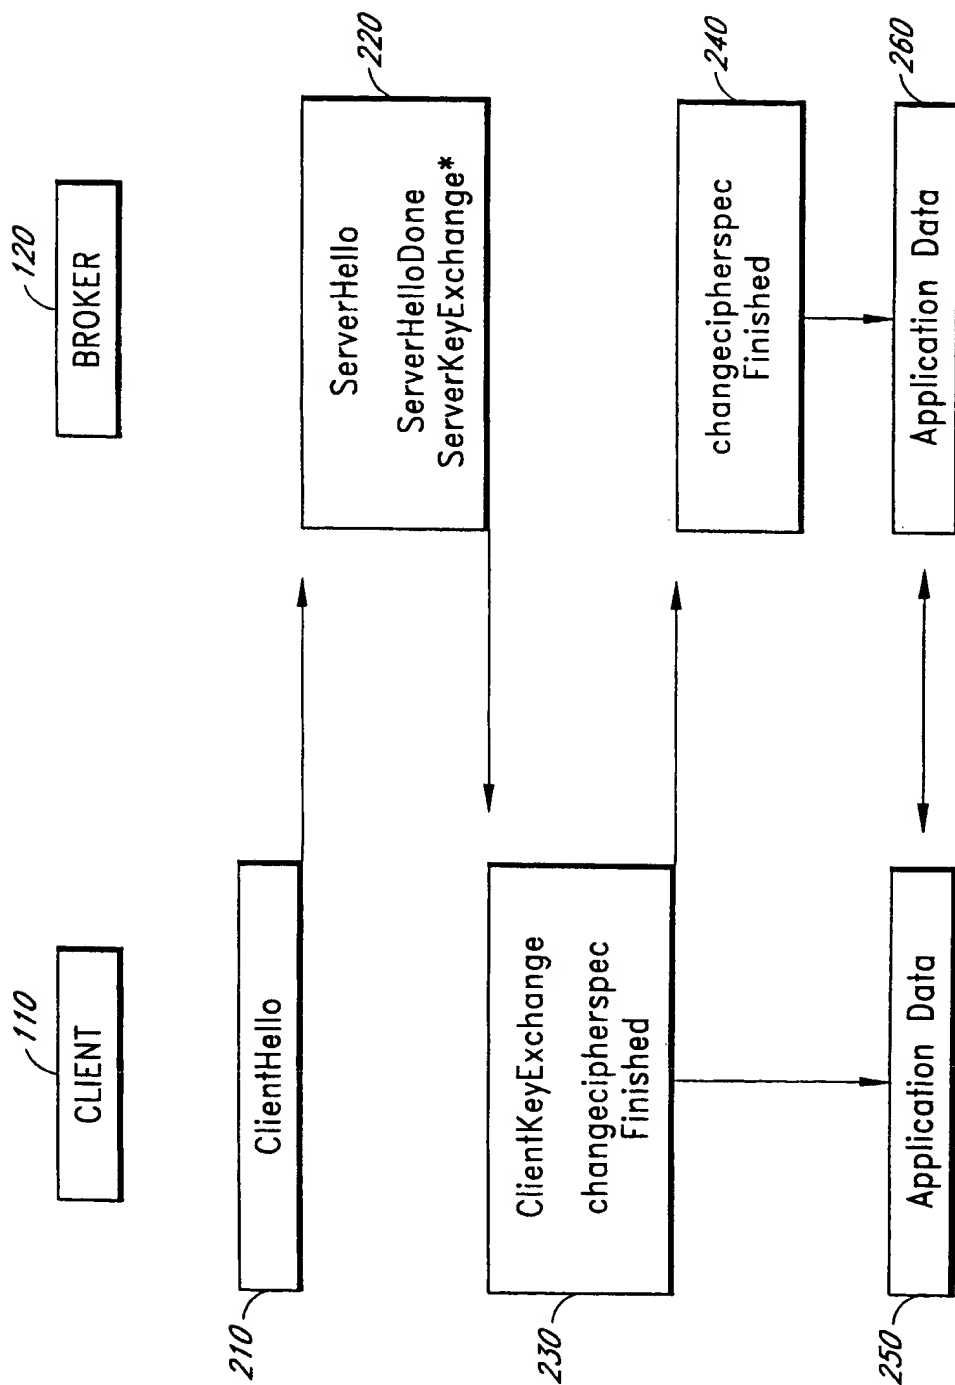 110
CLIENT
120
BROKER
210
ClientHello
220
ServerHello
ServerHelloDone
ServerKeyExchange*
230
ClientKeyExchange
changecipherspec
Finished
240
changecipherspec
Finished
250
Application Data
260
Application Data